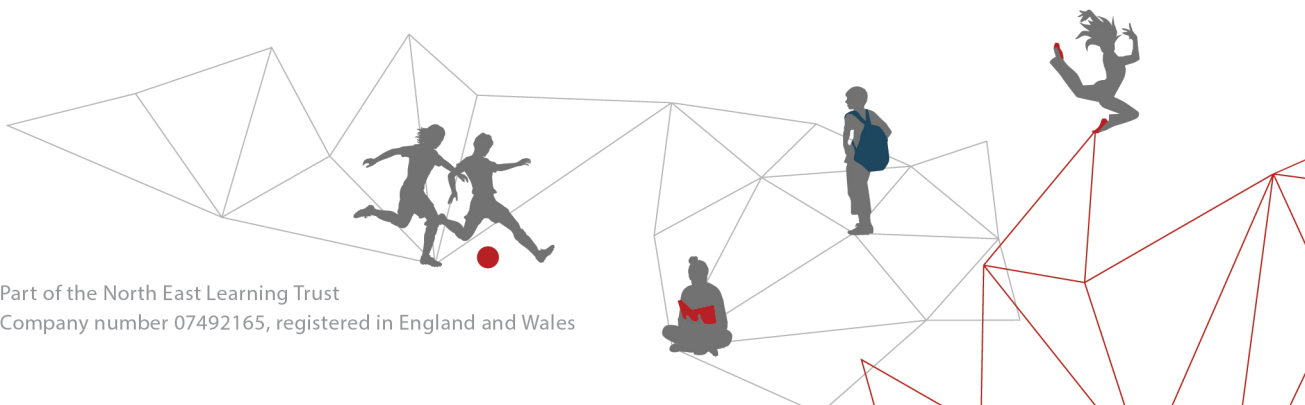 Part of the North East Learning Trust
Company number 07492165, registered in England and Wales